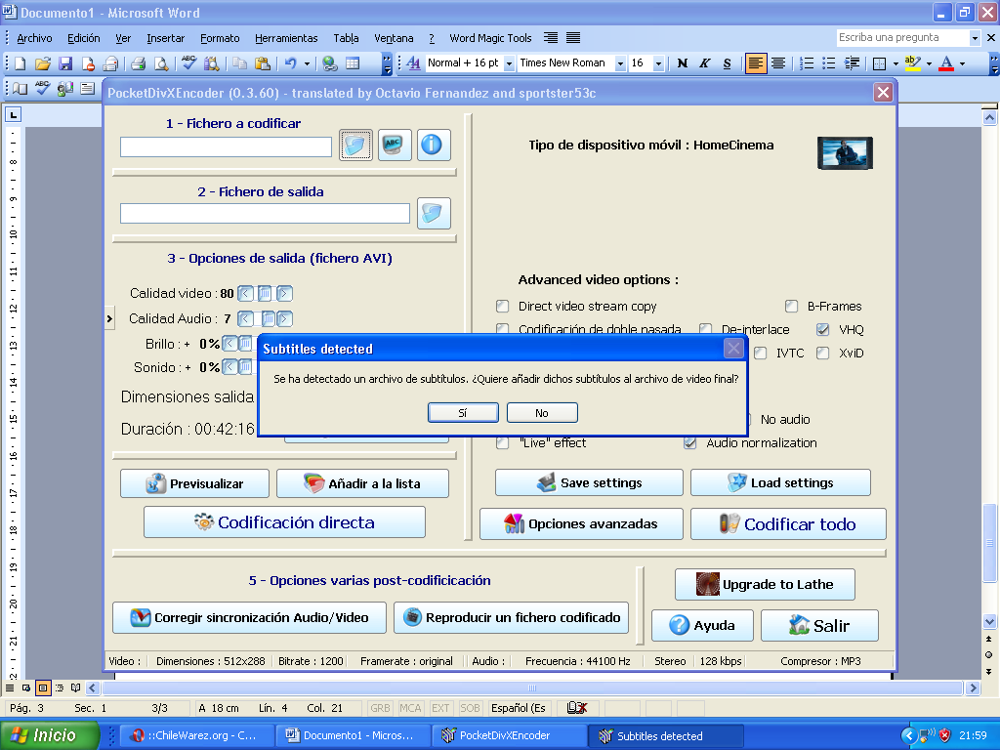 Documento1 - Microsoft Word
Archivo Edición Ver Insertar Formato Herramientas Tabla Ventana ? Word Magic Tools Escriba una pregunta
Normal + 16 pt Times New Roman 16 N K S
PocketDivXEncoder (0.3.60) - translated by Octavio Fernandez and sportster53c
1 - Fichero a codificar
Tipo de dispositivo móvil : HomeCinema
2 - Fichero de salida
3 - Opciones de salida (fichero AVI)
Advanced video options :
Calidad video : 80
Direct video stream copy
B-Frames
Calidad Audio : 7
Codificación de doble pasada
De-interlace
VHQ
Brillo : + 0%
IVTC
XviD
Sonido : + 0%
Subtitles detected
Se ha detectado un archivo de subtítulos. ¿Quiere añadir dichos subtítulos al archivo de video final?
Sí
No
Dimensiones salida
Duración : 00:42:16
No audio
"Live" effect
Audio normalization
Previsualizar
Añadir a la lista
Save settings
Load settings
Codificación directa
Opciones avanzadas
Codificar todo
5 - Opciones varias post-codificicación
Upgrade to Lathe
Corregir sincronización Audio/Video
Reproducir un fichero codificado
Ayuda
Salir
Video : Dimensiones : 512x288 Bitrate : 1200 Framerate : original Audio : Frecuencia : 44100 Hz Stereo 128 kbps Compresor : MP3
Pág. 3 Sec. 1 3/3 A 18 cm Lín. 4 Col. 21 GRB MCA EXT SOB Español (Es
Inicio ::ChileWarez.org - C... Documento1 - Micros... PocketDivXEncoder Subtitles detected 21:59